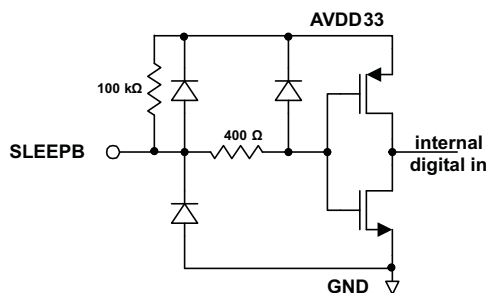 AVDD33
100 kΩ
400 Ω
SLEEPB
internal
digital in
GND